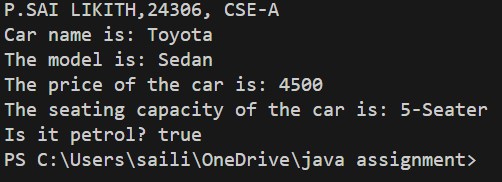 P.SAI LIKITH,24306, CSE-A
Car name is: Toyota
The model is: Sedan
The price of the car is: 4500
The seating capacity of the car is: 5-Seater
Is it petrol? true
PS C:\Users\saili\OneDrive\java assignment>